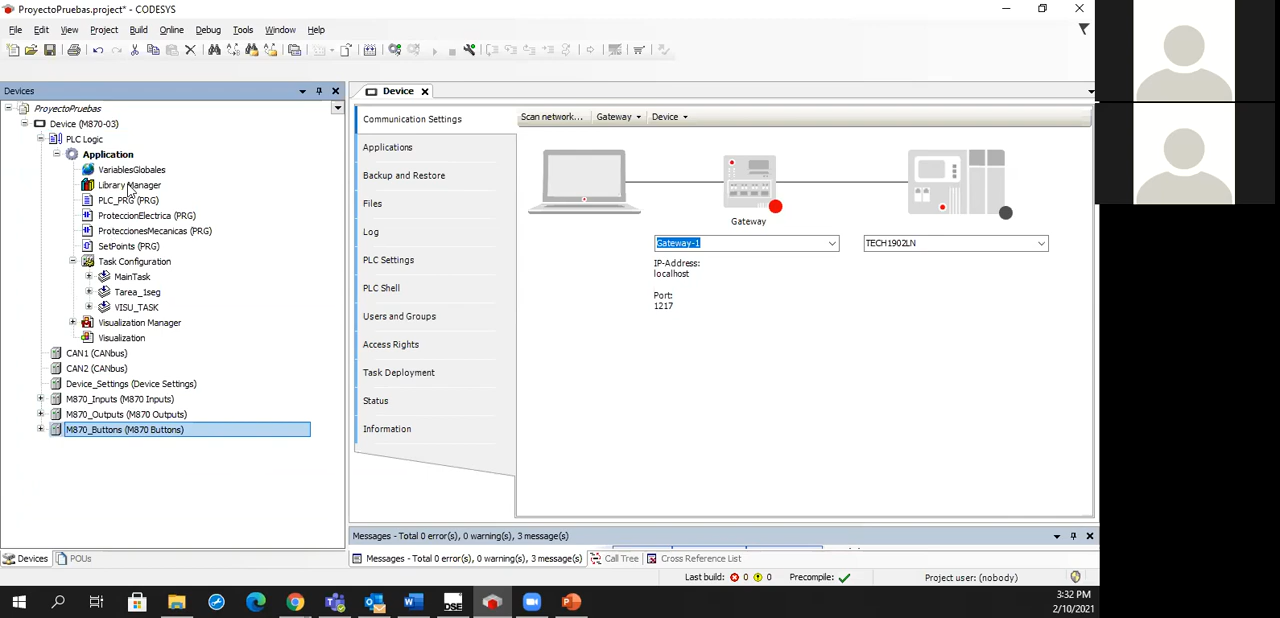 ProyectoPruebas.project* - CODESYS
File Edit View Project Build Online Debug Tools Window Help
Devices
ProyectoPruebas
Device (M870-03)
PLC Logic
Application
VariablesGlobales
Library Manager
PLC_PRG (PRG)
ProteccionElectrica (PRG)
ProteccionesMecanicas (PRG)
SetPoints (PRG)
Task Configuration
MainTask
Tarea_1seg
VISU_TASK
Visualization Manager
Visualization
CAN1 (CANbus)
CAN2 (CANbus)
Device_Settings (Device Settings)
M870_Inputs (M870 Inputs)
M870_Outputs (M870 Outputs)
M870_Buttons (M870 Buttons)
Devices POUs
Device
Communication Settings
Applications
Backup and Restore
Files
Log
PLC Settings
PLC Shell
Users and Groups
Access Rights
Task Deployment
Status
Information
Scan network... Gateway Device
Gateway
Gateway-1 TECH1902LN
IP-Address:
localhost
Port:
1217
Messages - Total 0 error(s), 0 warning(s), 3 message(s)
Messages - Total 0 error(s), 0 warning(s), 3 message(s) Call Tree Cross Reference List
Last build: 0 0 Precompile: Project user: (nobody)
DSE
3:32 PM
2/10/2021